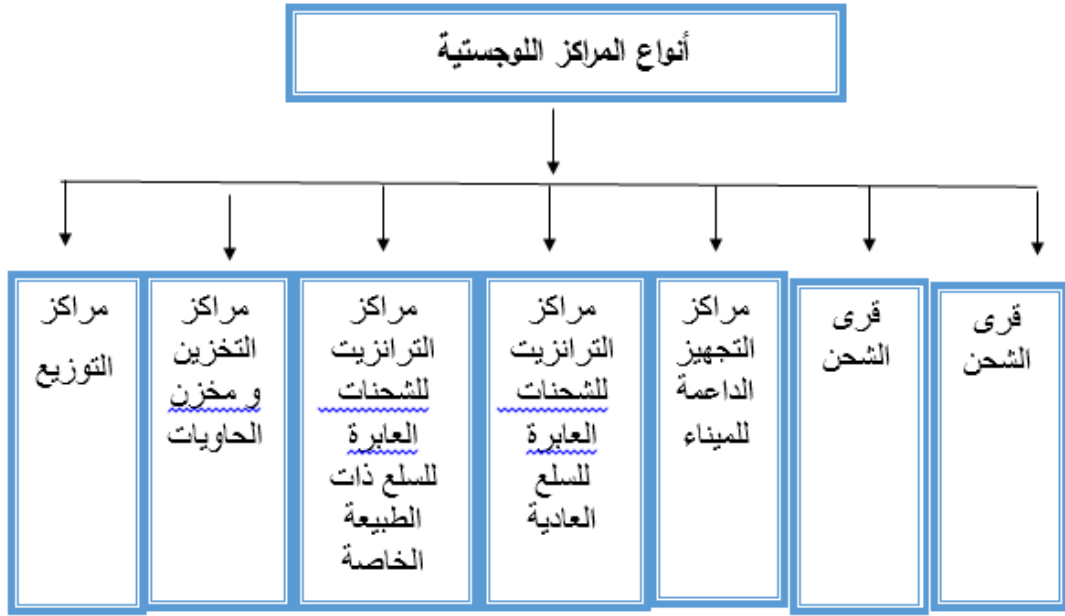 أنواع المراكز اللوجستية
قرى
الشحن
قرى
الشحن
مراكز
التجهيز
الداعمة
للميناء
مراكز
الترانزيت
للشحنات
العابرة
للسلع
العادية
مراكز
الترانزيت
للشحنات
العابرة
للسلع ذات
الطبيعة
الخاصة
مراكز
التخزين
و مخزن
الحاويات
مراكز
التوزيع